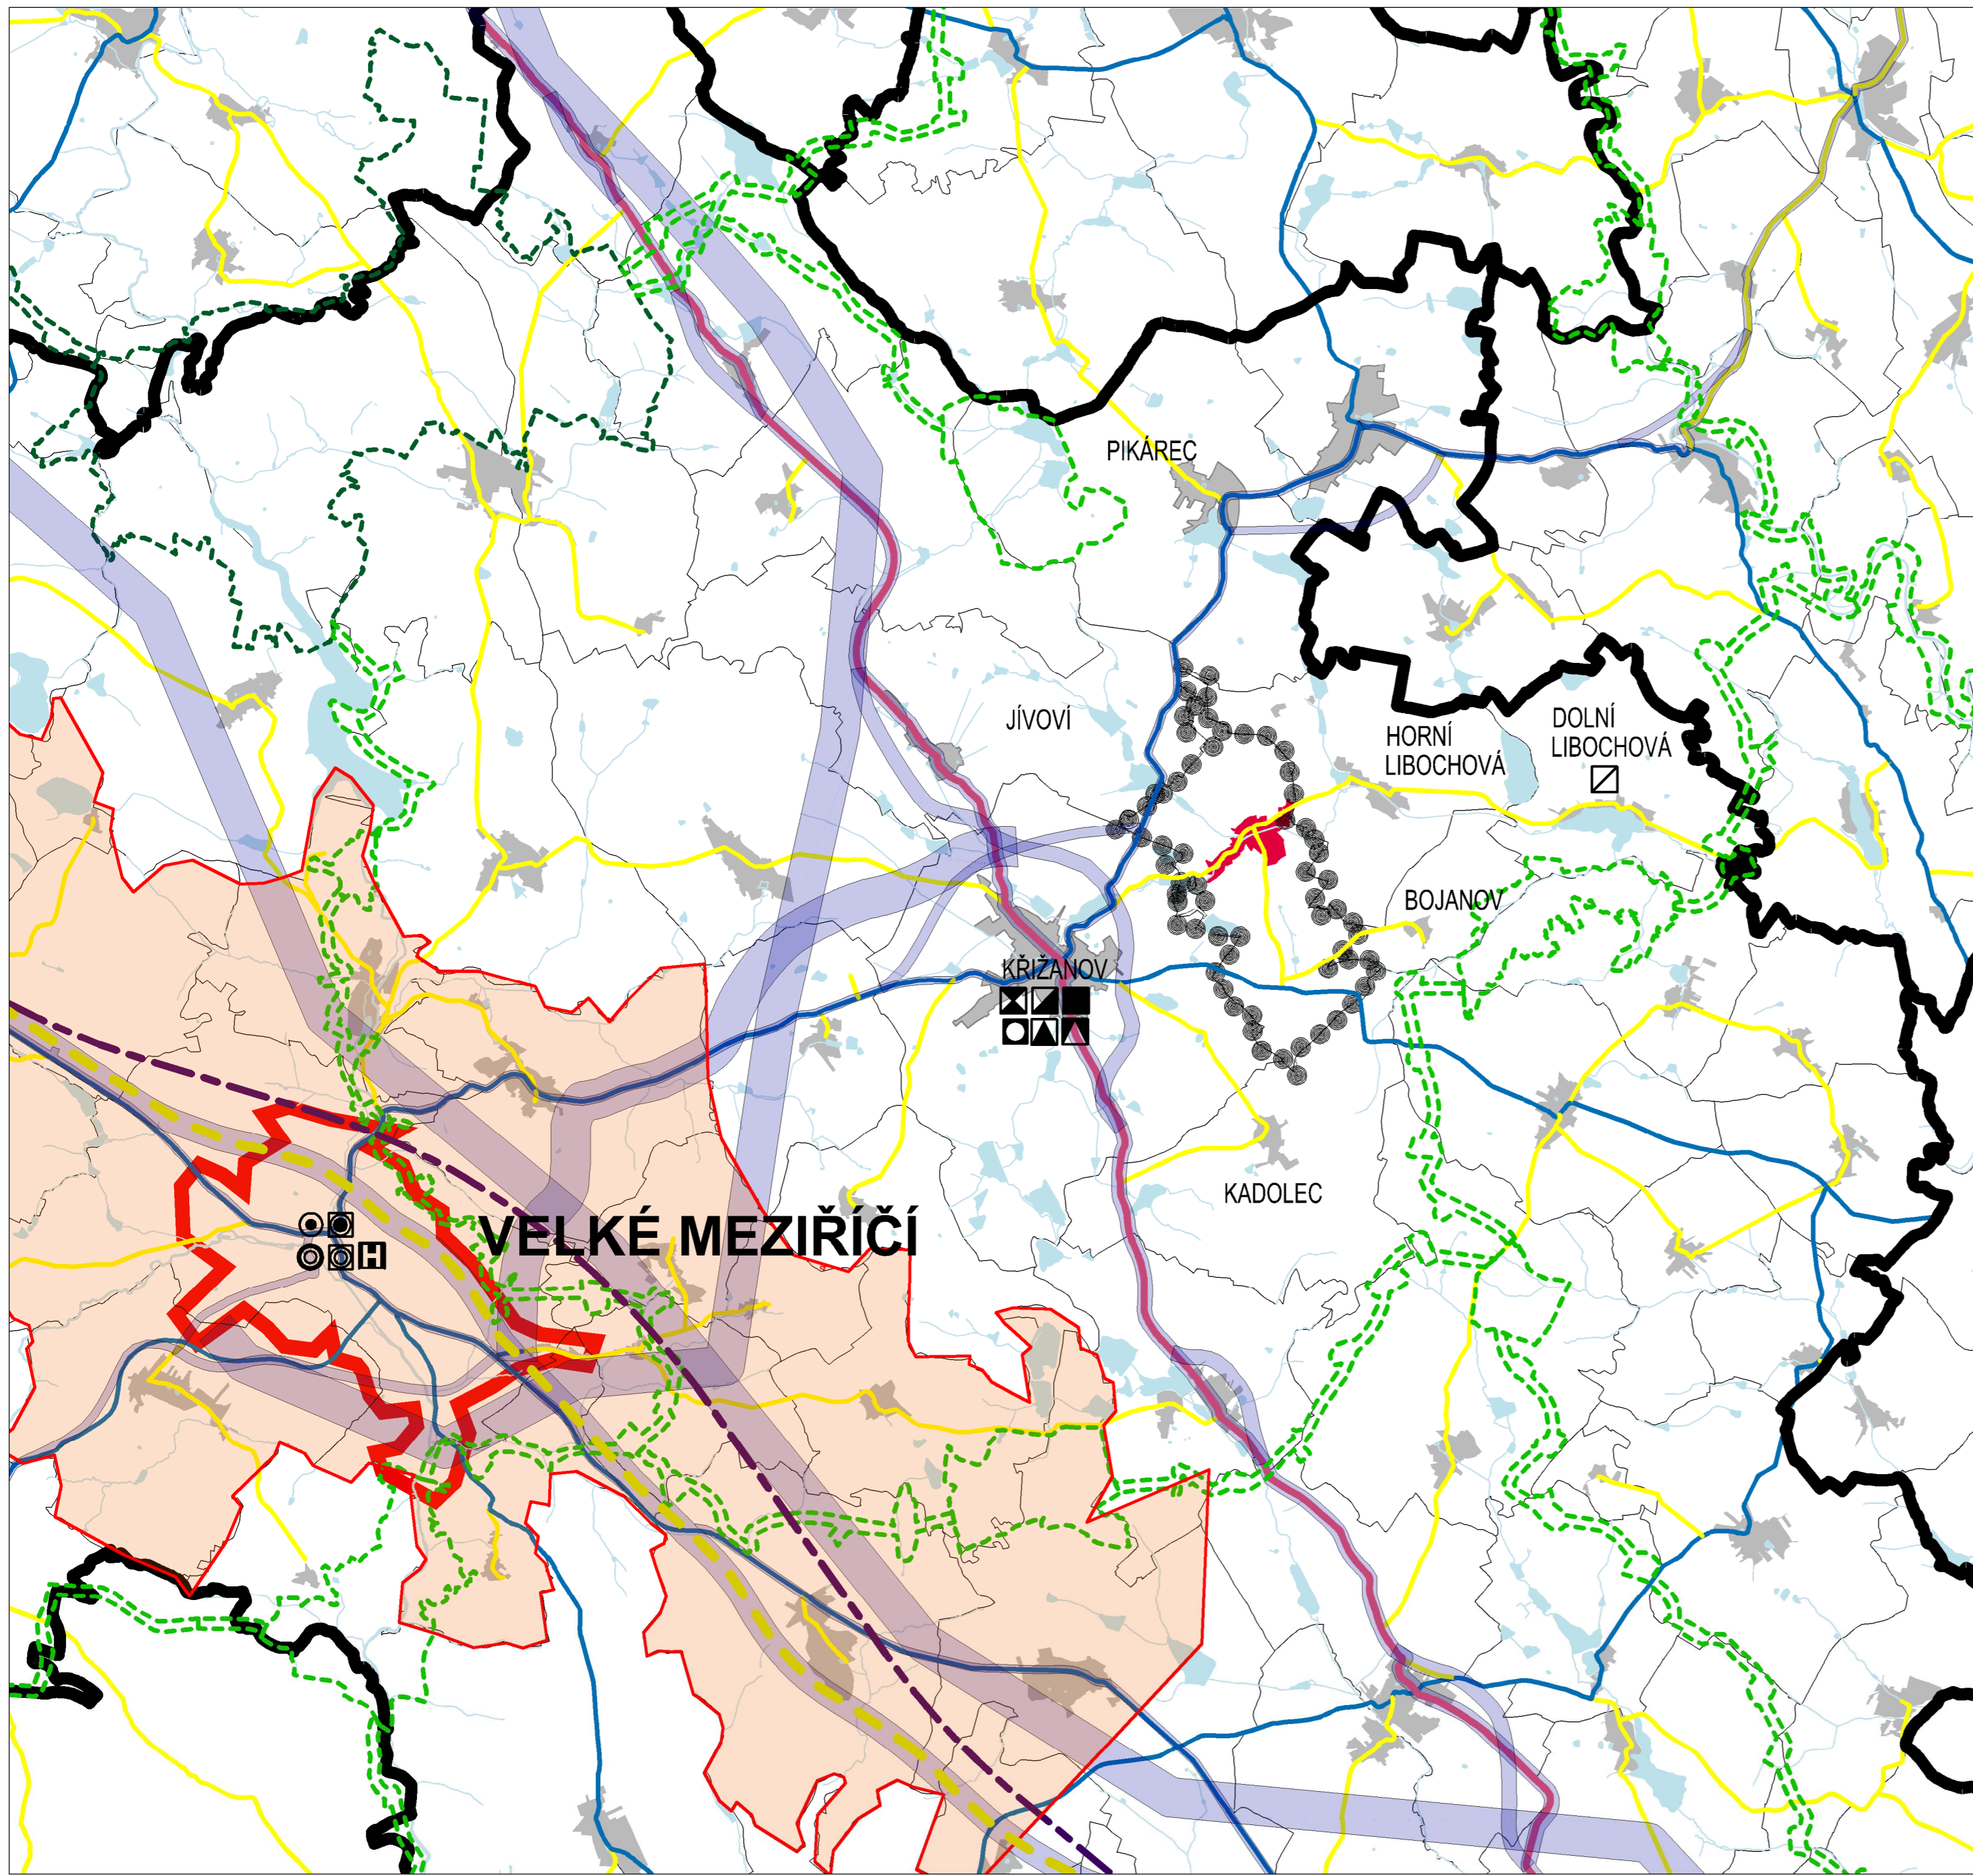 PIKÁREC
JÍVOVÍ
HORNÍ
LIBOCHOVÁ
DOLNÍ
LIBOCHOVÁ
BOJANOV
KŘIŽANOV
KADOLEC
VELKÉ MEZIŘÍČÍ
H